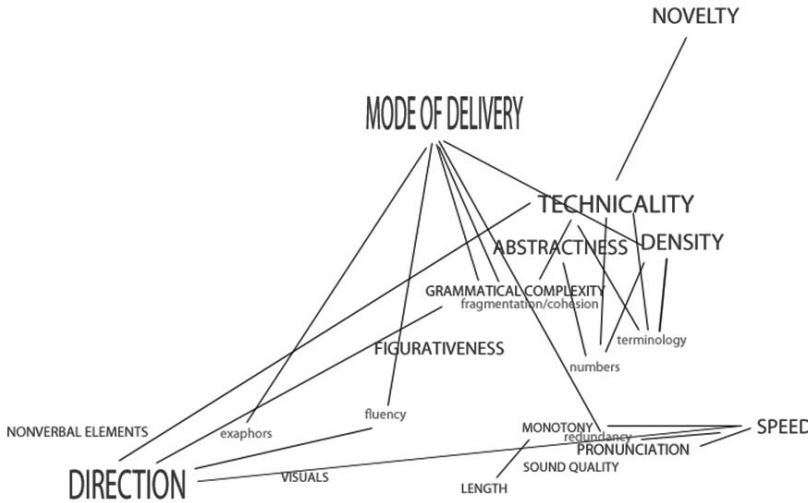 NOVELTY
MODE OF DELIVERY
TECHNICALITY
ABSTRACTNESS
DENSITY
GRAMMATICAL COMPLEXITY
fragmentation/cohesion
terminology
FIGURATIVENESS
numbers
fluency
NONVERBAL ELEMENTS
exaphors
MONOTONY
SPEED
redundancy
PRONUNCIATION
SOUND QUALITY
VISUALS
DIRECTION
LENGTH